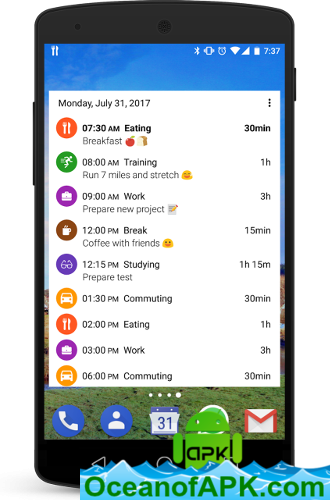 7:37
Monday, July 31, 2017
07:30 AM Eating 30min
Breakfast 🍎🍞
08:00 AM Training 1h
Run 7 miles and stretch 😋
09:00 AM Work 3h
Prepare new project 📝
12:00 PM Break 15min
Coffee with friends 😊
12:15 PM Studying 1h 15m
Prepare test
01:30 PM Commuting 30min
02:00 PM Eating 1h
03:00 PM Work 3h
06:00 PM Commuting 30min
31
apk!
OceanofAPK.com